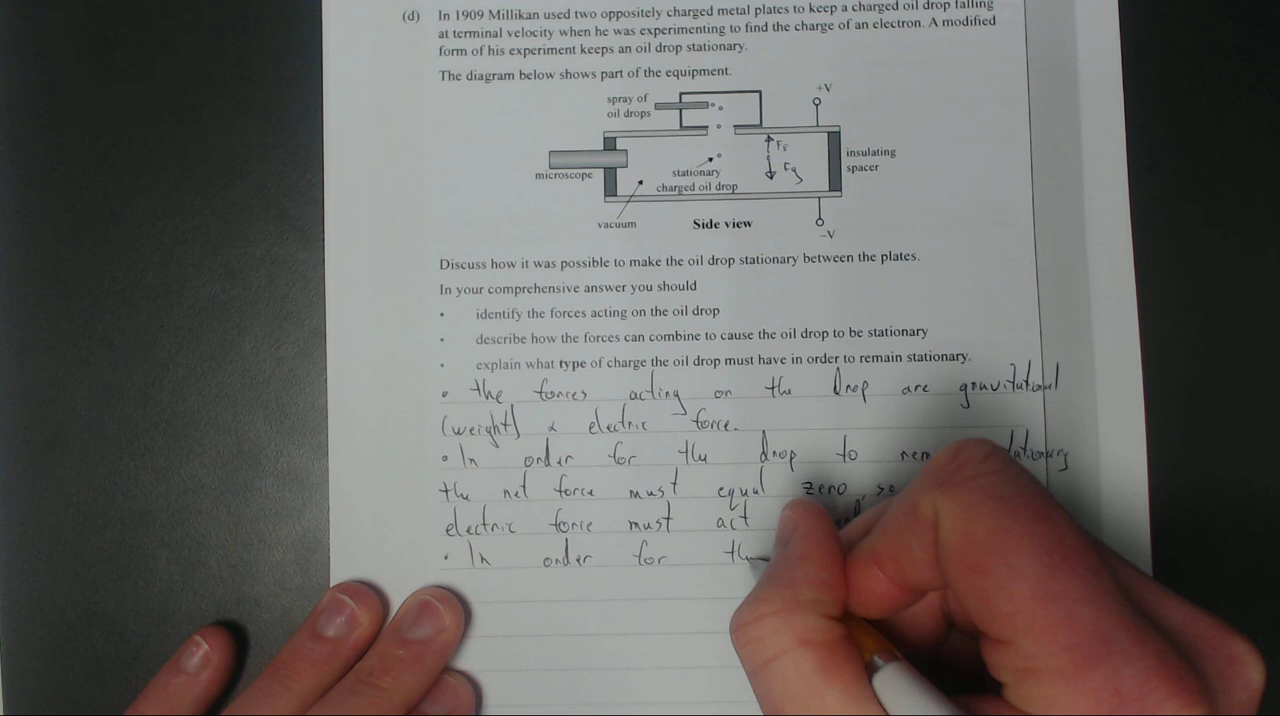 (d) In 1909 Millikan used two oppositely charged metal plates to keep a charged oil drop falling
at terminal velocity when he was experimenting to find the charge of an electron. A modified
form of his experiment keeps an oil drop stationary.
The diagram below shows part of the equipment.
+V
spray of
oil drops
FE
insulating
spacer
microscope
stationary
charged oil drop
Fg
vacuum
Side view
–V
Discuss how it was possible to make the oil drop stationary between the plates.
In your comprehensive answer you should
• identify the forces acting on the oil drop
• describe how the forces can combine to cause the oil drop to be stationary
• explain what type of charge the oil drop must have in order to remain stationary.
• the forces acting on the drop are gravitational
(weight) & electric force.
• In order for the drop to
the net force must equal zero, so
electric force must act
• In order for